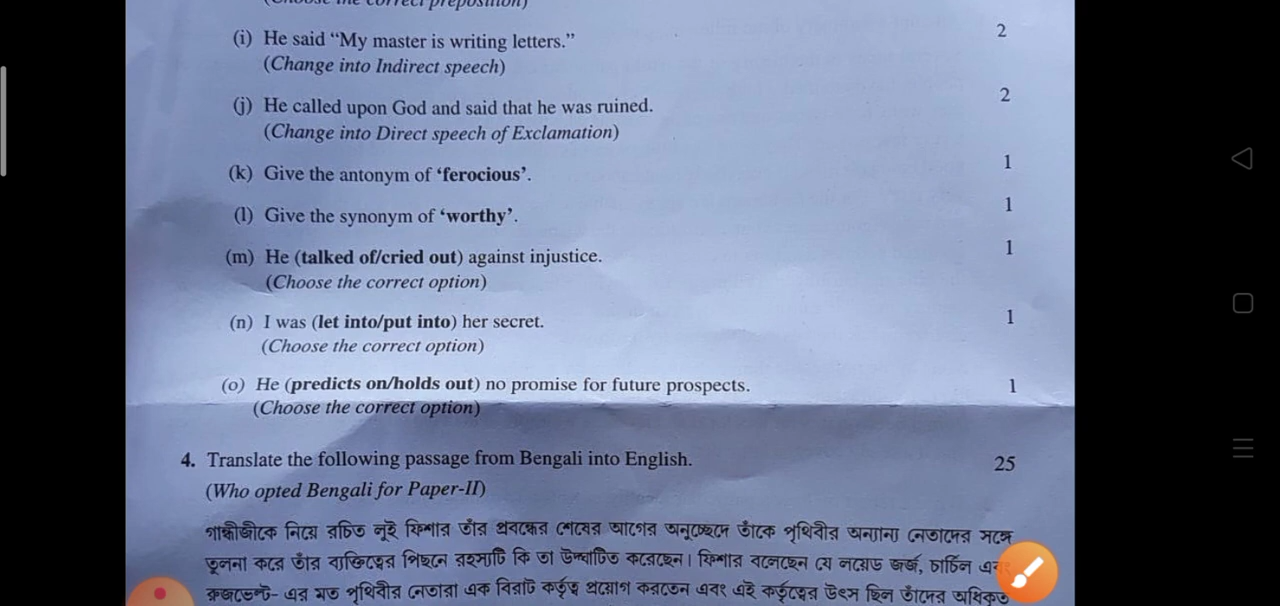 (Choose the correct preposition)
(i) He said “My master is writing letters.” 2
(Change into Indirect speech)
(j) He called upon God and said that he was ruined. 2
(Change into Direct speech of Exclamation)
(k) Give the antonym of ‘ferocious’. 1
(l) Give the synonym of ‘worthy’. 1
(m) He (talked of/cried out) against injustice. 1
(Choose the correct option)
(n) I was (let into/put into) her secret. 1
(Choose the correct option)
(o) He (predicts on/holds out) no promise for future prospects. 1
(Choose the correct option)
4. Translate the following passage from Bengali into English. 25
(Who opted Bengali for Paper-II)
গান্ধীজীকে নিয়ে রচিত লুই ফিশার তাঁর প্রবন্ধের শেষের আগের অনুচ্ছেদে তাঁকে পৃথিবীর অন্যান্য নেতাদের সঙ্গে
তুলনা করে তাঁর ব্যক্তিত্বের পিছনে রহস্যটি কি তা উদ্ঘাটিত করেছেন। ফিশার বলেছেন যে লয়েড জর্জ, চার্চিল এবং
রুজভেল্ট- এর মত পৃথিবীর নেতারা এক বিরাট কর্তৃত্ব প্রয়োগ করতেন এবং এই কর্তৃত্বের উৎস ছিল তাঁদের অধিকৃত